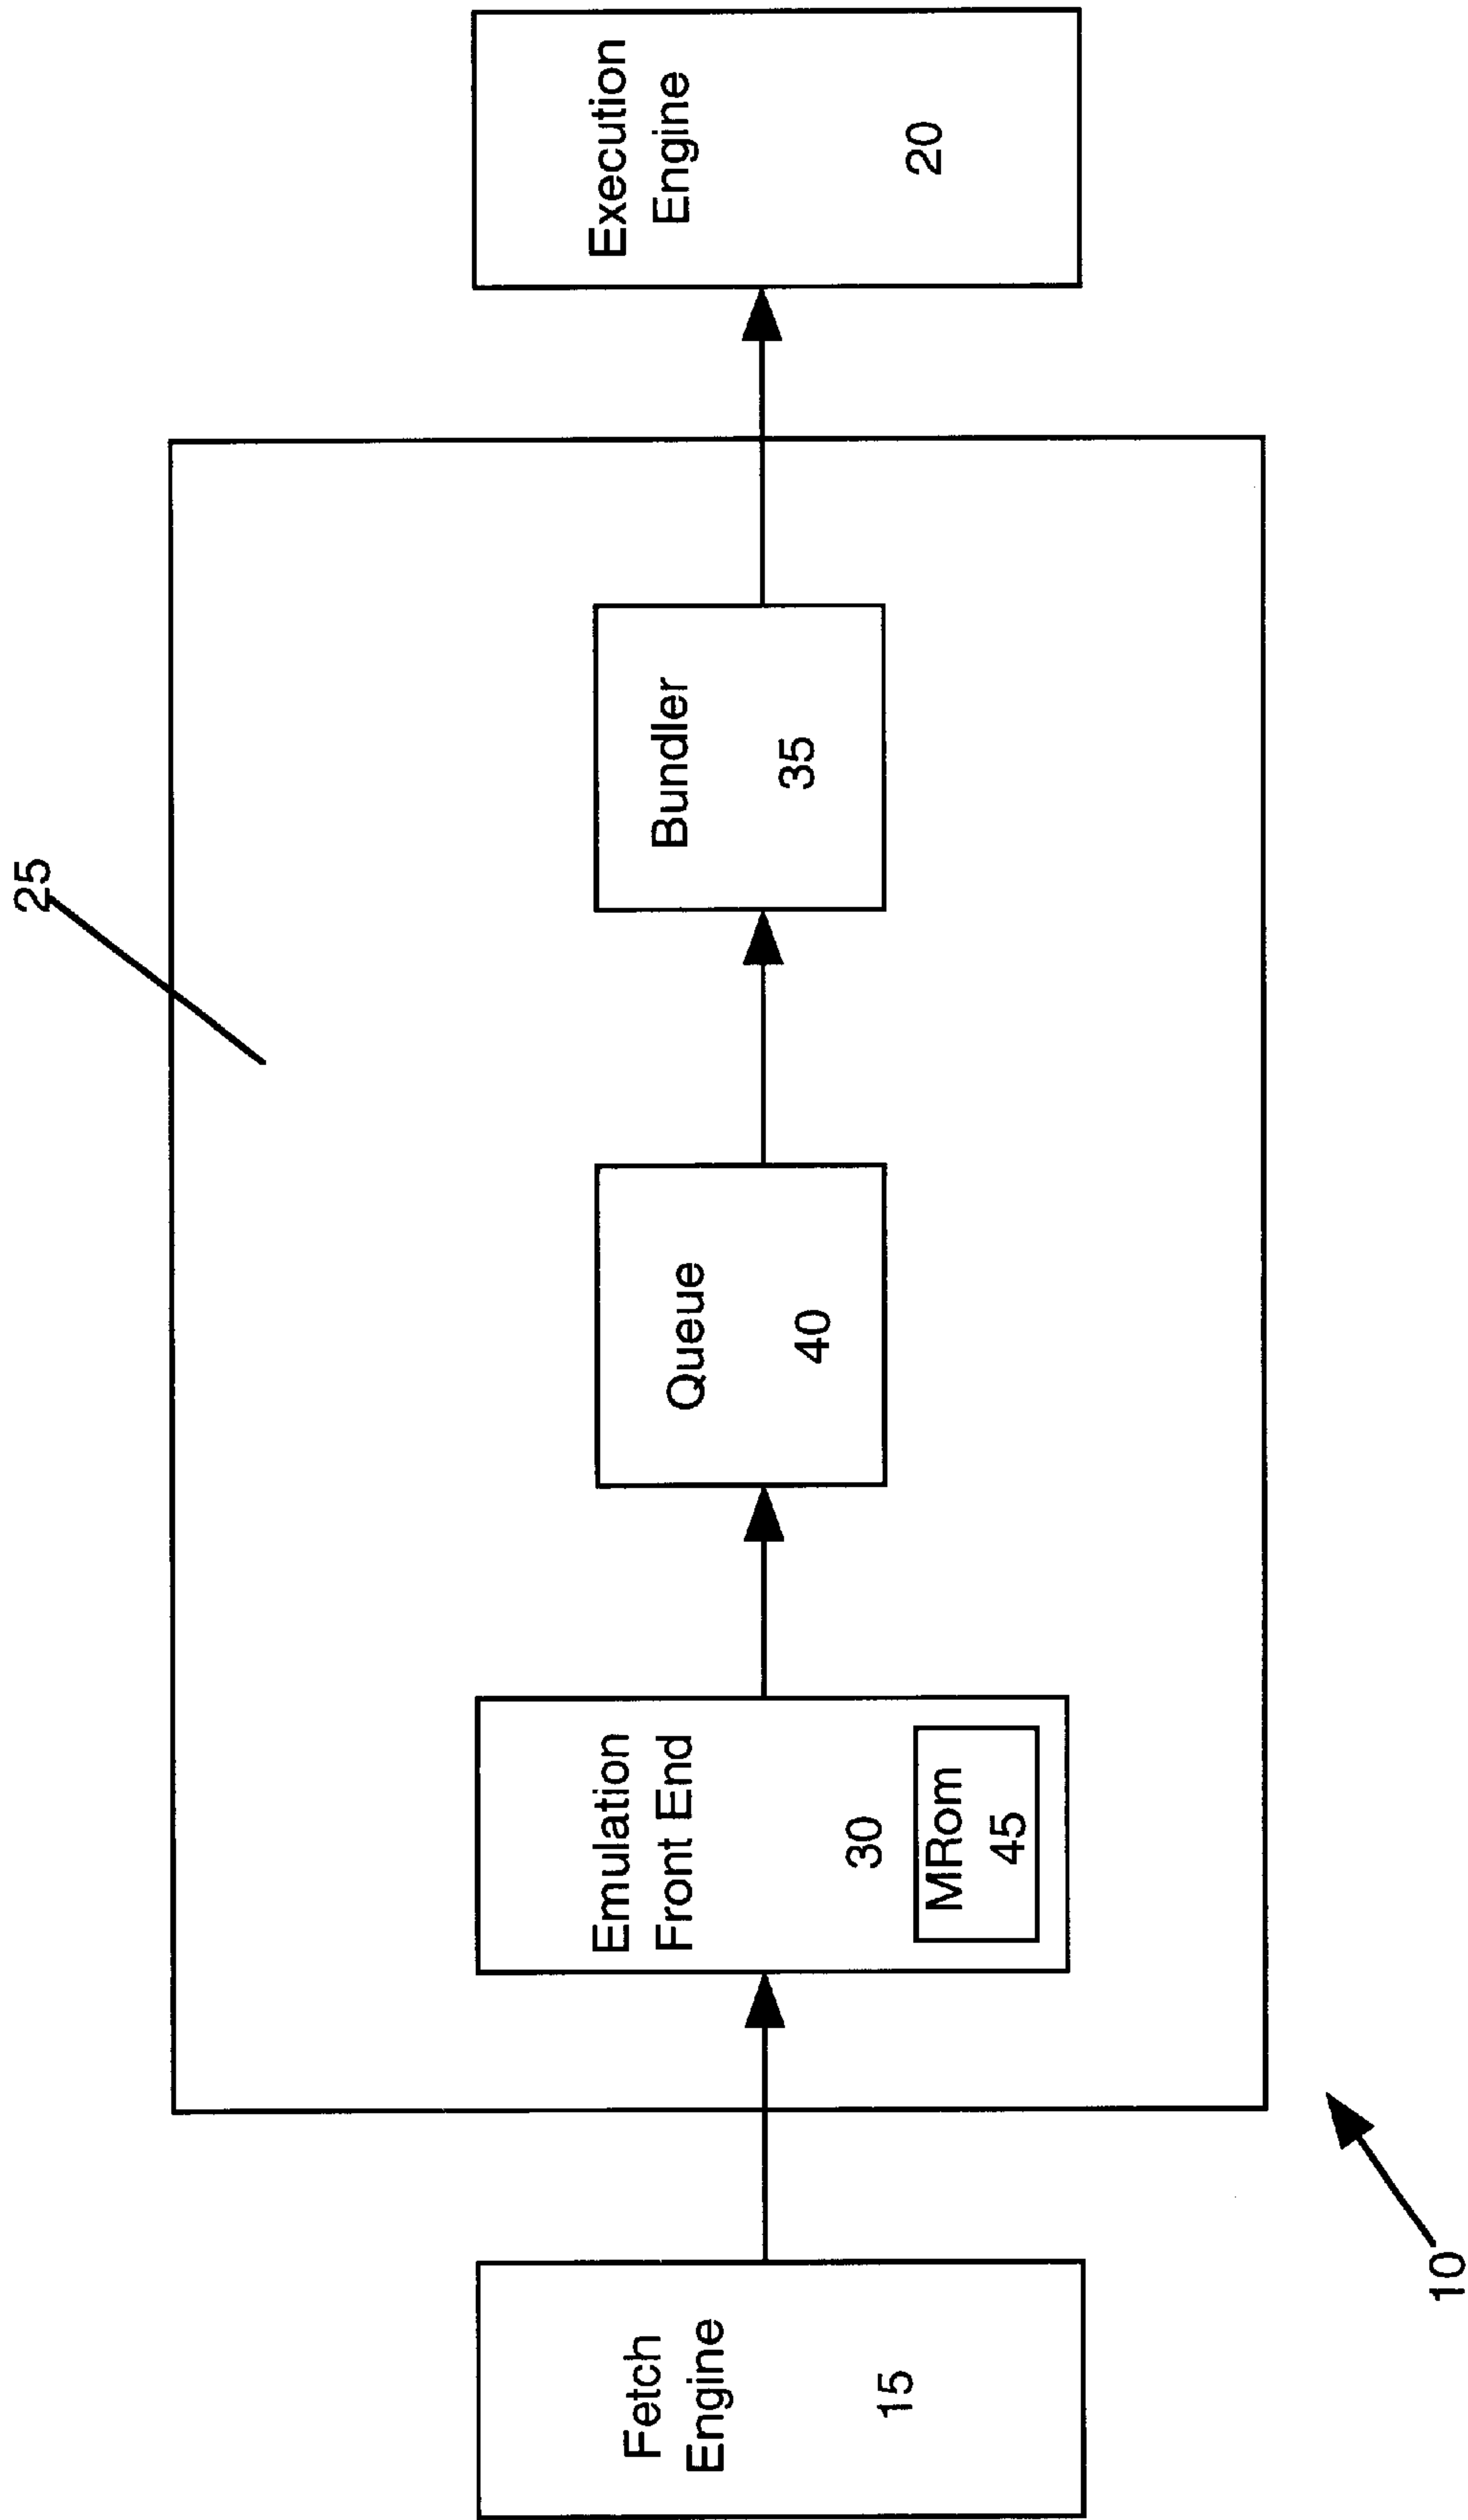 25
Fetch
Engine
15
Emulation
Front End
30
MRom
45
Queue
40
Bundler
35
Execution
Engine
20
10